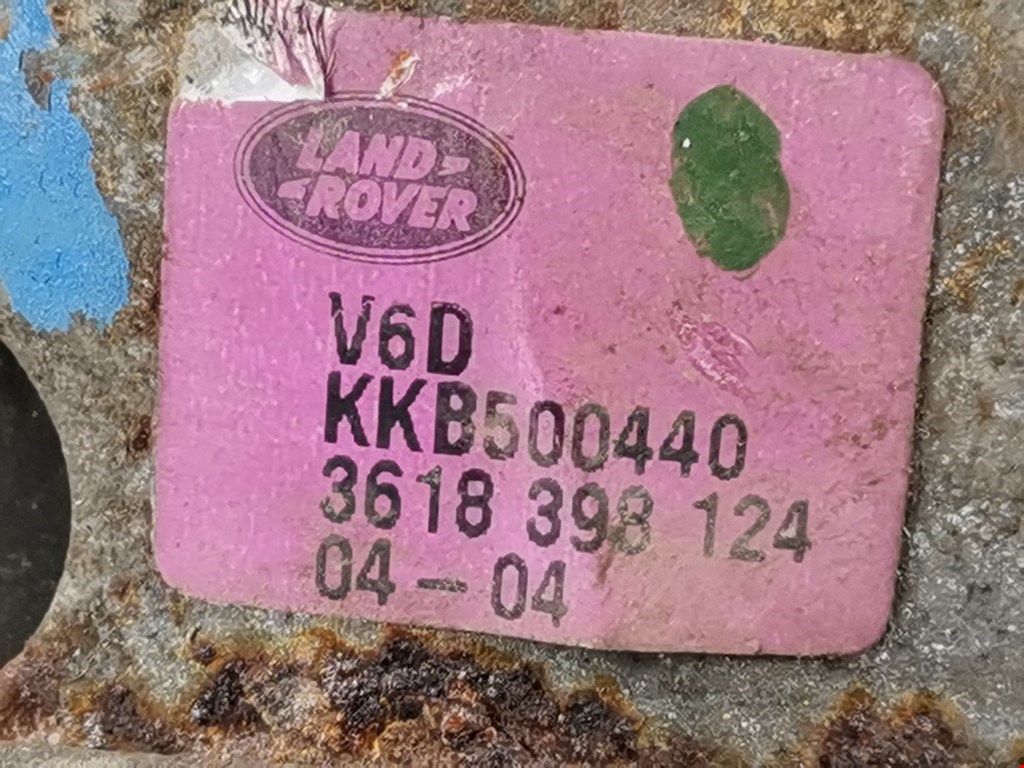 LAND
ROVER
V6D
KKB500440
3618 398 124
04-04